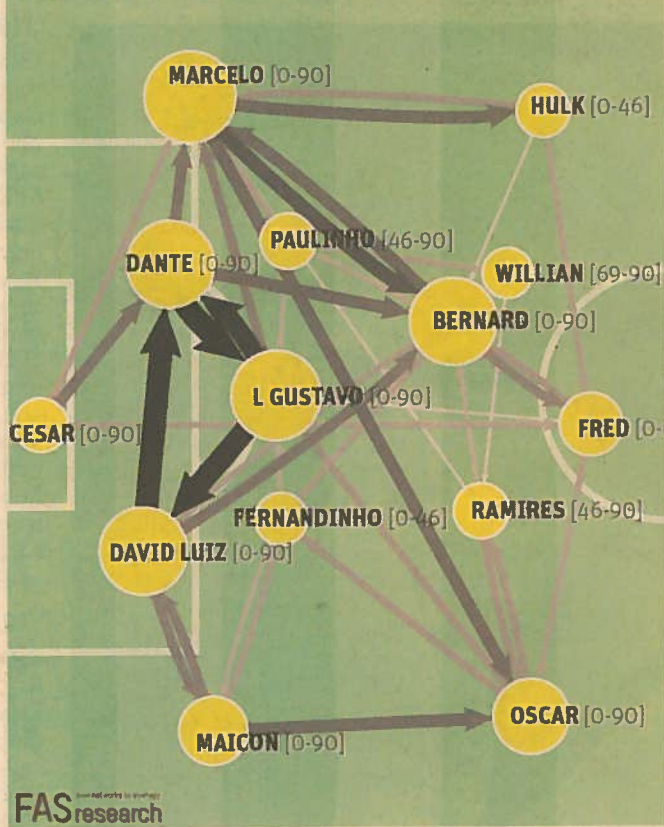 MARCELO [0-90]
HULK [0-46]
PAULINHO [46-90]
DANTE [0-90]
WILLIAN [69-90]
BERNARD [0-90]
L GUSTAVO [0-90]
CESAR [0-90]
FRED [0-
FERNANDINHO [0-46]
RAMIRES [46-90]
DAVID LUIZ [0-90]
OSCAR [0-90]
MAICON [0-90]
FAS research